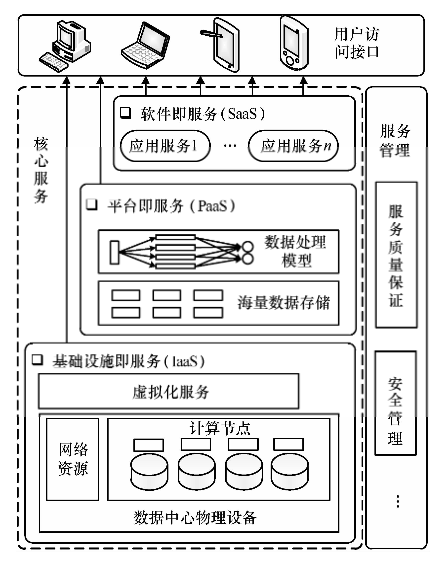 用户访
问接口
核心服务
软件即服务(SaaS)
应用服务1
…
应用服务n
平台即服务(PaaS)
数据处理
模型
海量数据存储
基础设施即服务(IaaS)
虚拟化服务
网络
资源
计算节点
数据中心物理设备
服务
管理
服务质量保证
安全管理
…